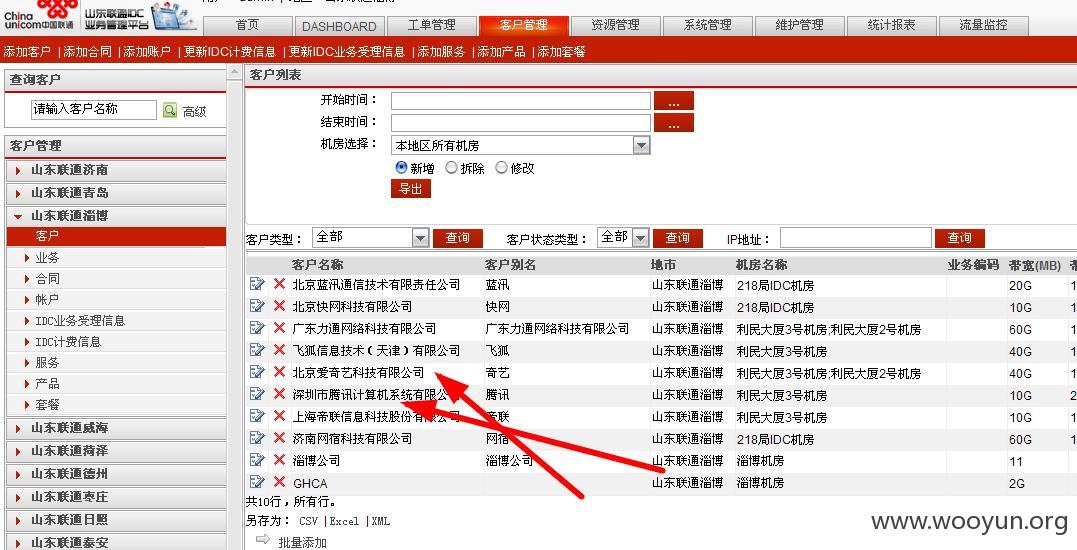 China unicom中国联通
山东联通IDC
业务管理平台
首页 DASHBOARD 工单管理 客户管理 资源管理 系统管理 维护管理 统计报表 流量监控
添加客户 |添加合同 |添加账户 |更新IDC计费信息 |更新IDC业务受理信息 |添加服务 |添加产品 |添加套餐
查询客户
请输入客户名称 高级
客户管理
山东联通济南
山东联通青岛
山东联通淄博
客户
业务
合同
帐户
IDC业务受理信息
IDC计费信息
服务
产品
套餐
山东联通威海
山东联通菏泽
山东联通德州
山东联通枣庄
山东联通日照
山东联通泰安
客户列表
开始时间： ...
结束时间： ...
机房选择： 本地区所有机房
新增 拆除 修改
导出
客户类型： 全部 查询 客户状态类型： 全部 查询 IP地址： 查询
客户名称 客户别名 地市 机房名称 业务编码 带宽(MB)
北京蓝汛通信技术有限责任公司 蓝汛 山东联通淄博 218局IDC机房 20G
北京快网科技有限公司 快网 山东联通淄博 218局IDC机房 10G
广东力通网络科技有限公司 广东力通网络科技有限公司 山东联通淄博 利民大厦3号机房;利民大厦2号机房 60G
飞狐信息技术（天津）有限公司 飞狐 山东联通淄博 利民大厦3号机房 40G
北京爱奇艺科技有限公司 奇艺 山东联通淄博 利民大厦3号机房;利民大厦2号机房 40G
深圳市腾讯计算机系统有限公司 腾讯 山东联通淄博 利民大厦3号机房 10G
上海帝联信息科技股份有限公司 帝联 山东联通淄博 利民大厦3号机房 10G
济南网宿科技有限公司 网宿 山东联通淄博 218局IDC机房 60G
淄博公司 淄博公司 山东联通淄博 淄博机房 11
GHCA 山东联通淄博 淄博机房 2G
共10行，所有行。
另存为： CSV |Excel |XML
批量添加
www.wooyun.org